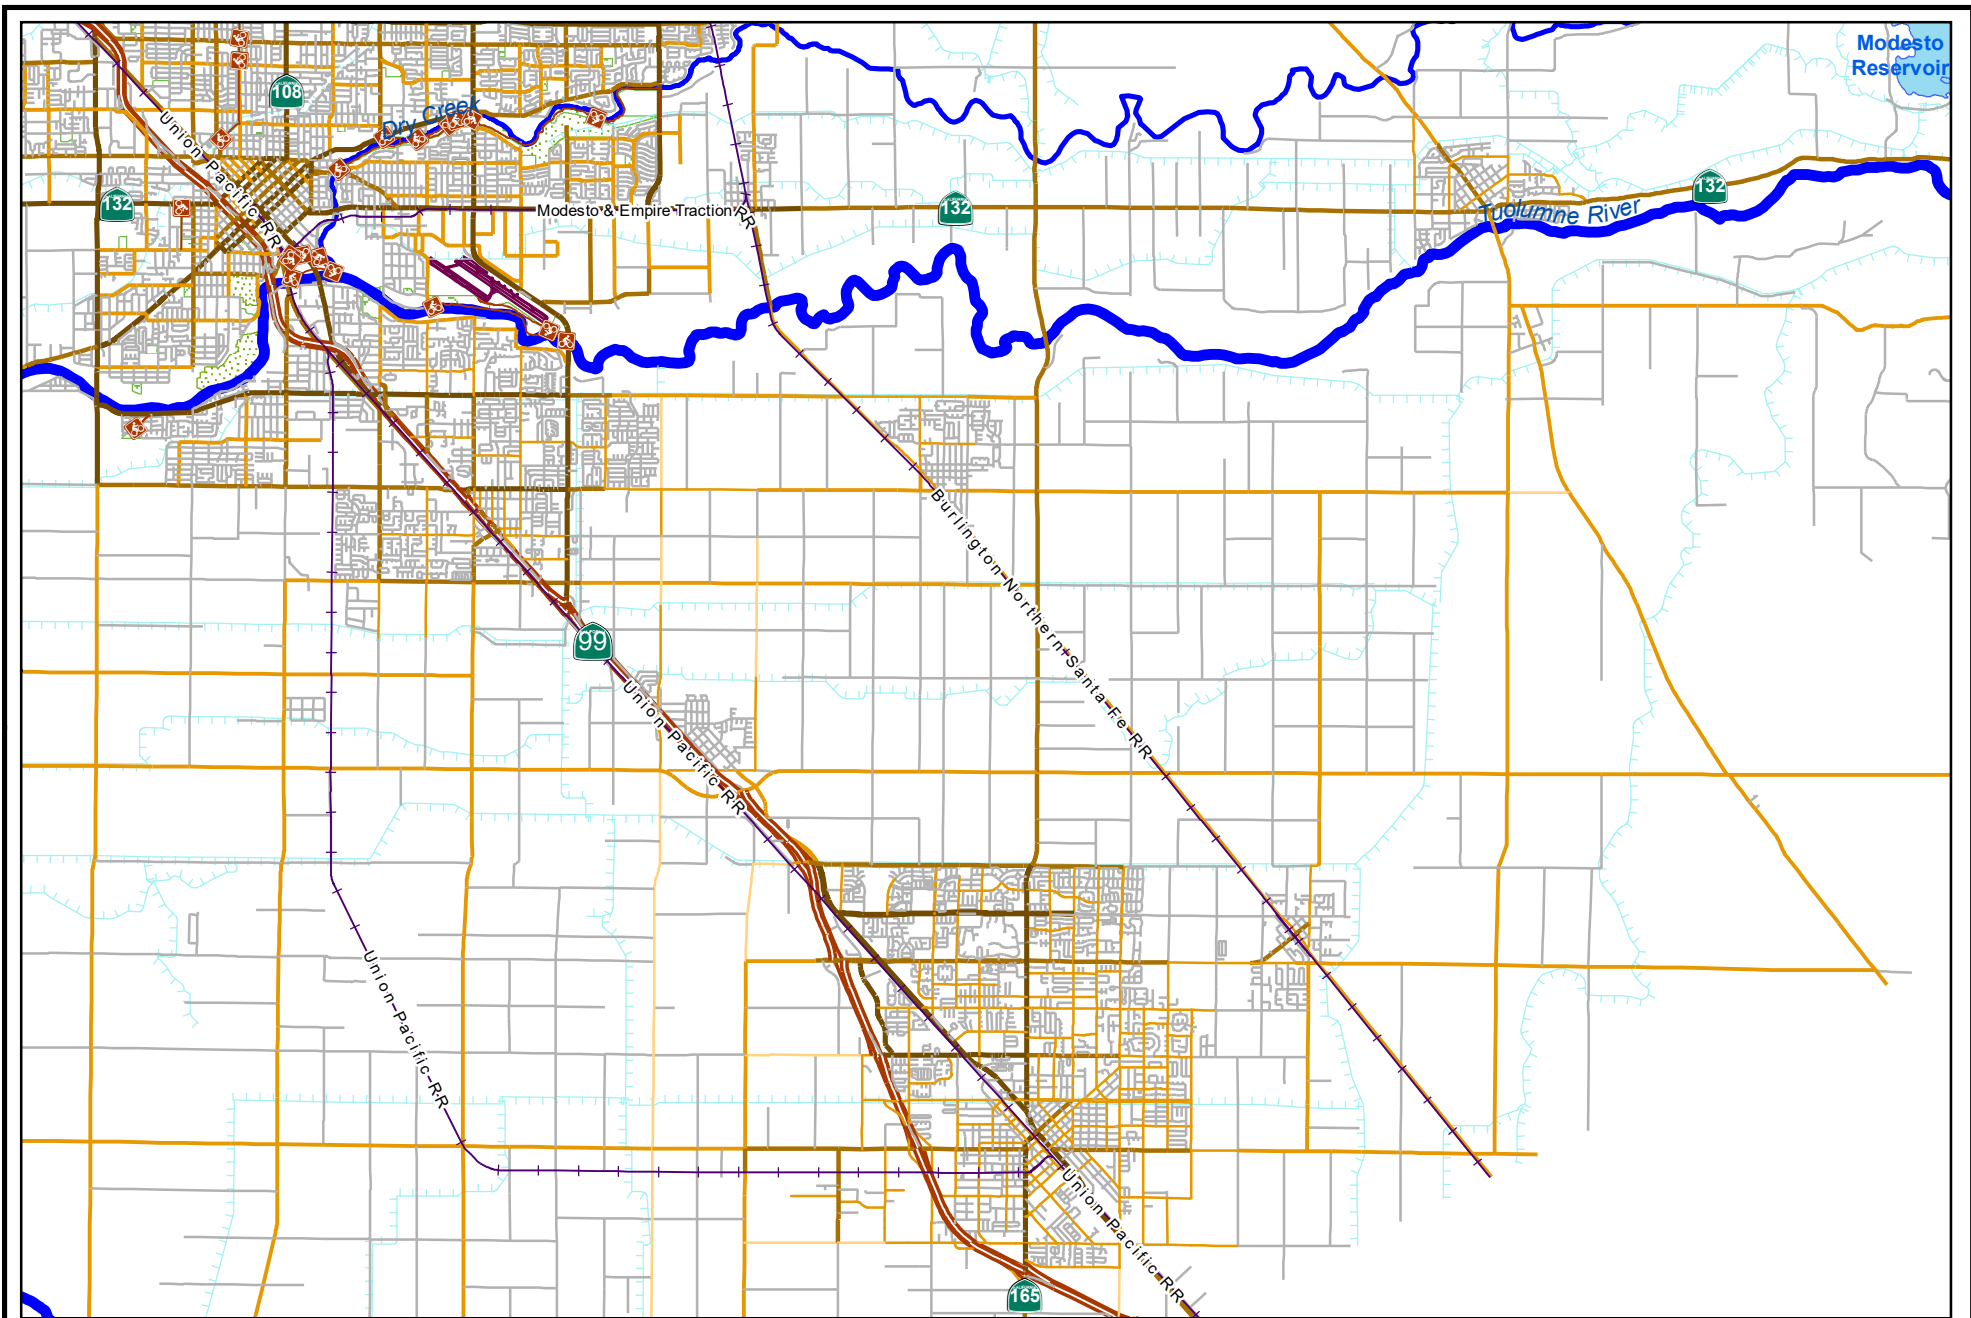 Modesto
Reservoir
108
Dry Creek
Union Pacific RR
132
Modesto & Empire Traction RR
132
132
Tuolumne River
Burlington Northern Santa Fe RR
99
Union Pacific RR
Union Pacific RR
Union Pacific RR
165